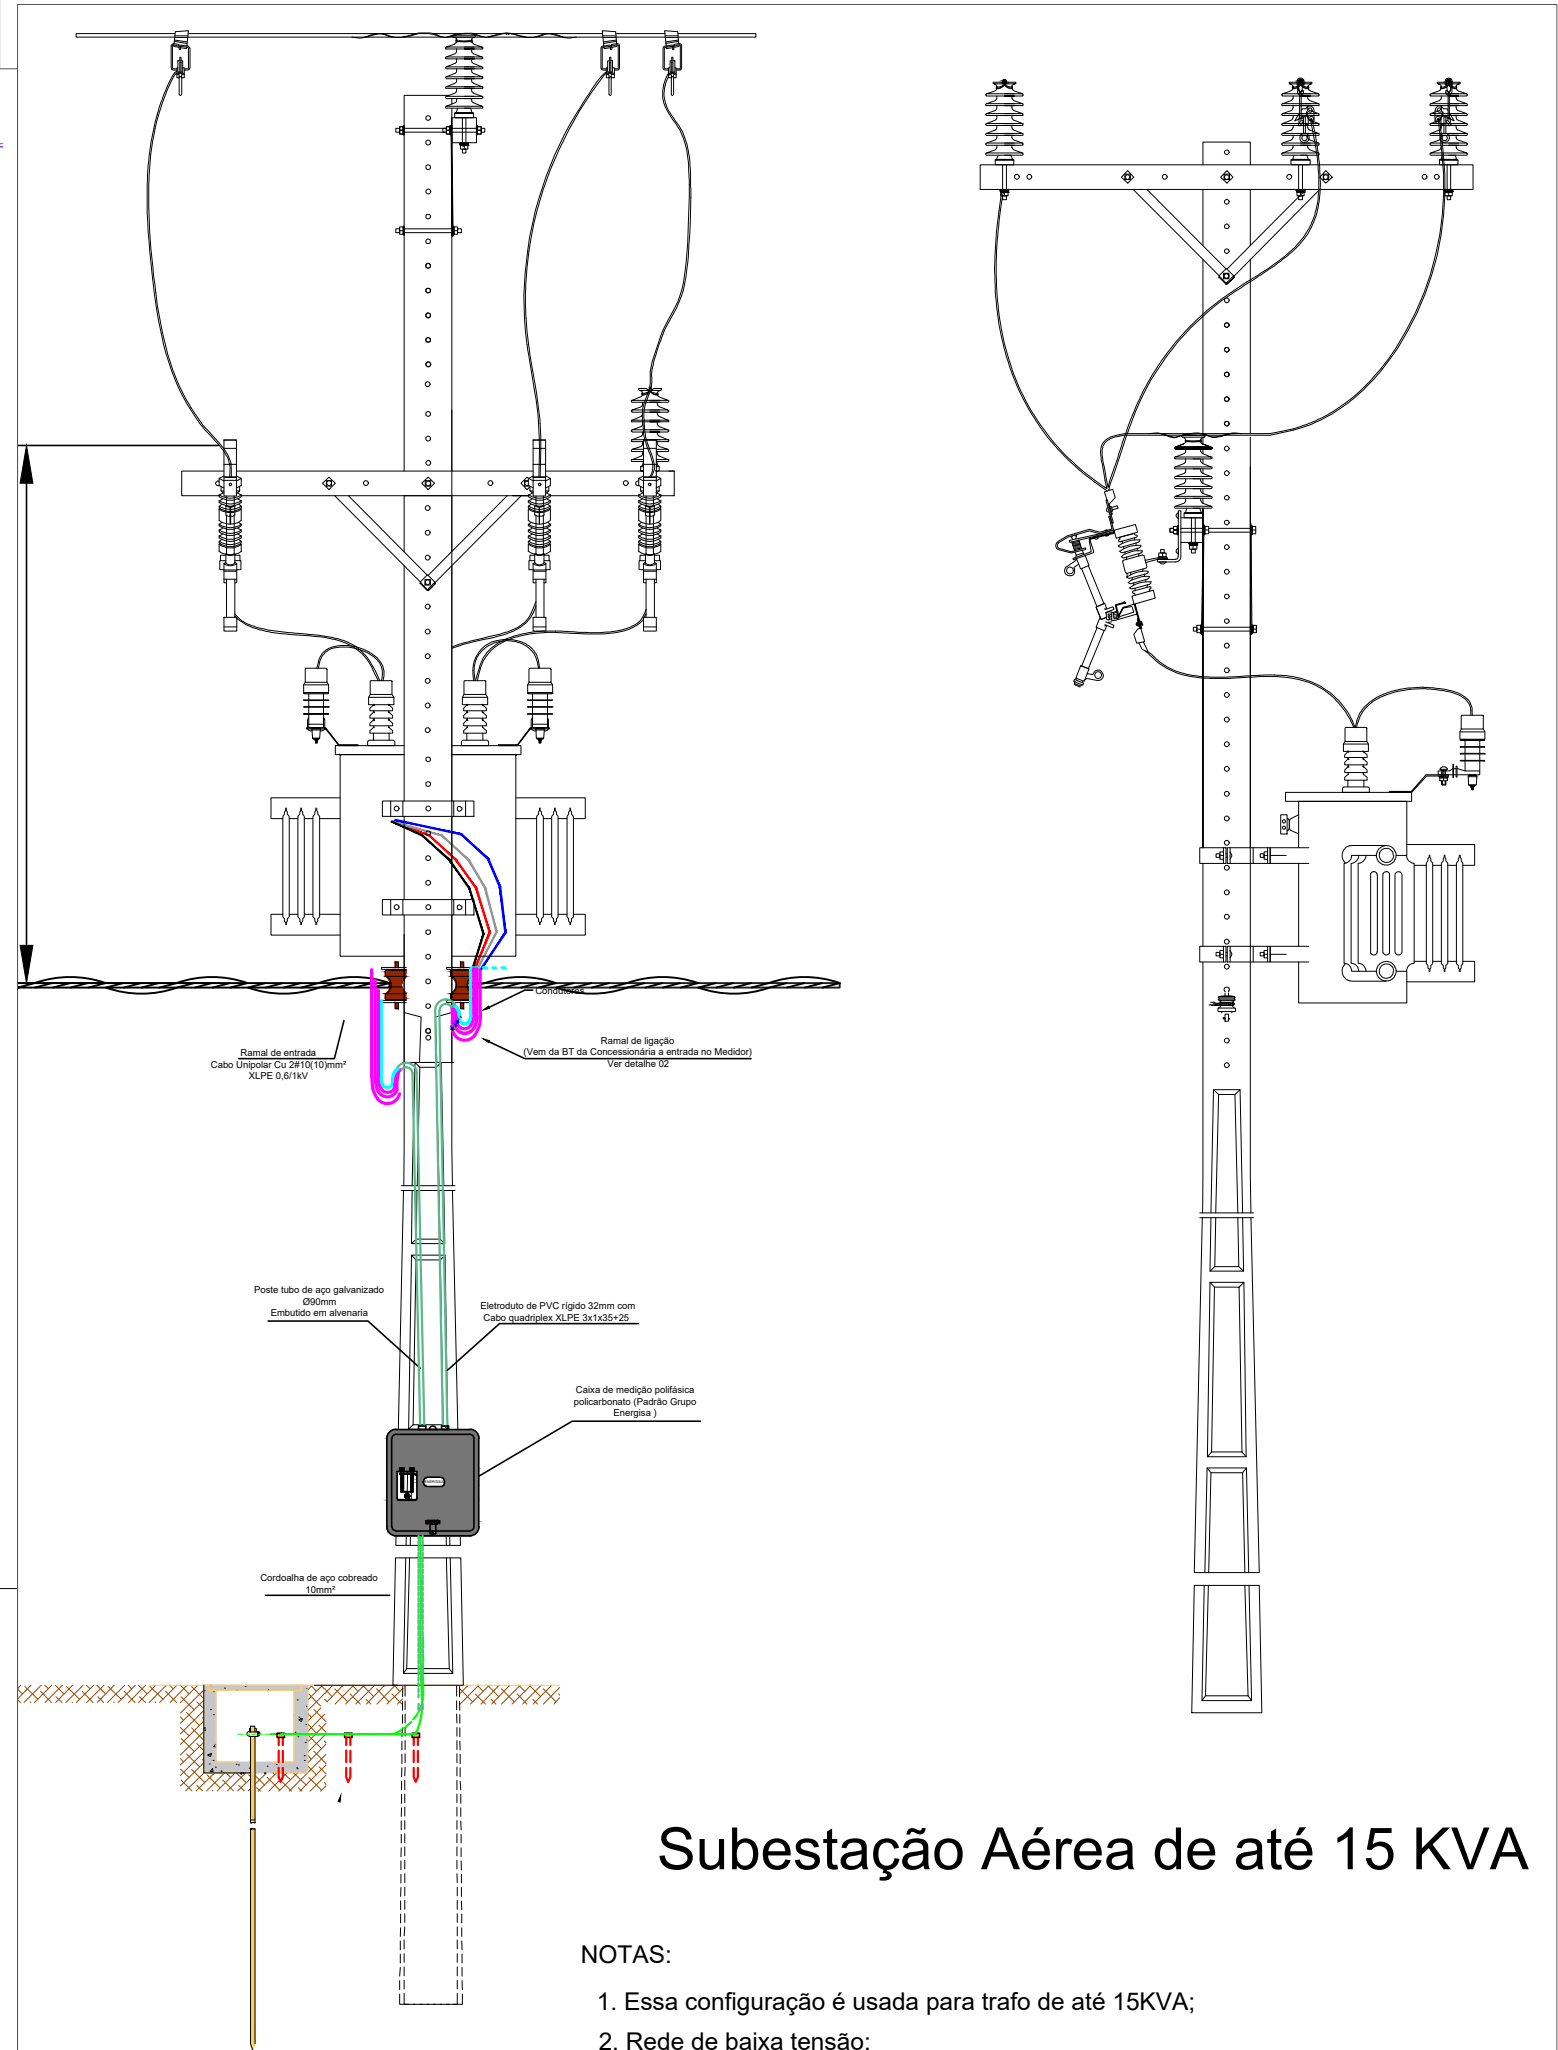 Condutores
Ramal de entrada
Cabo Unipolar Cu 2#10(10)mm²
XLPE 0,6/1kV
Ramal de ligação
(Vem da BT da Concessionária a entrada no Medidor)
Ver detalhe 02
Poste tubo de aço galvanizado
Ø90mm
Embutido em alvenaria
Eletroduto de PVC rígido 32mm com
Cabo quadriplex XLPE 3x1x35+25
Caixa de medição polifásica
policarbonato (Padrão Grupo
Energisa )
Cordoalha de aço cobreado
10mm²
Subestação Aérea de até 15 KVA
NOTAS:
1. Essa configuração é usada para trafo de até 15KVA;
2. Rede de baixa tensão: